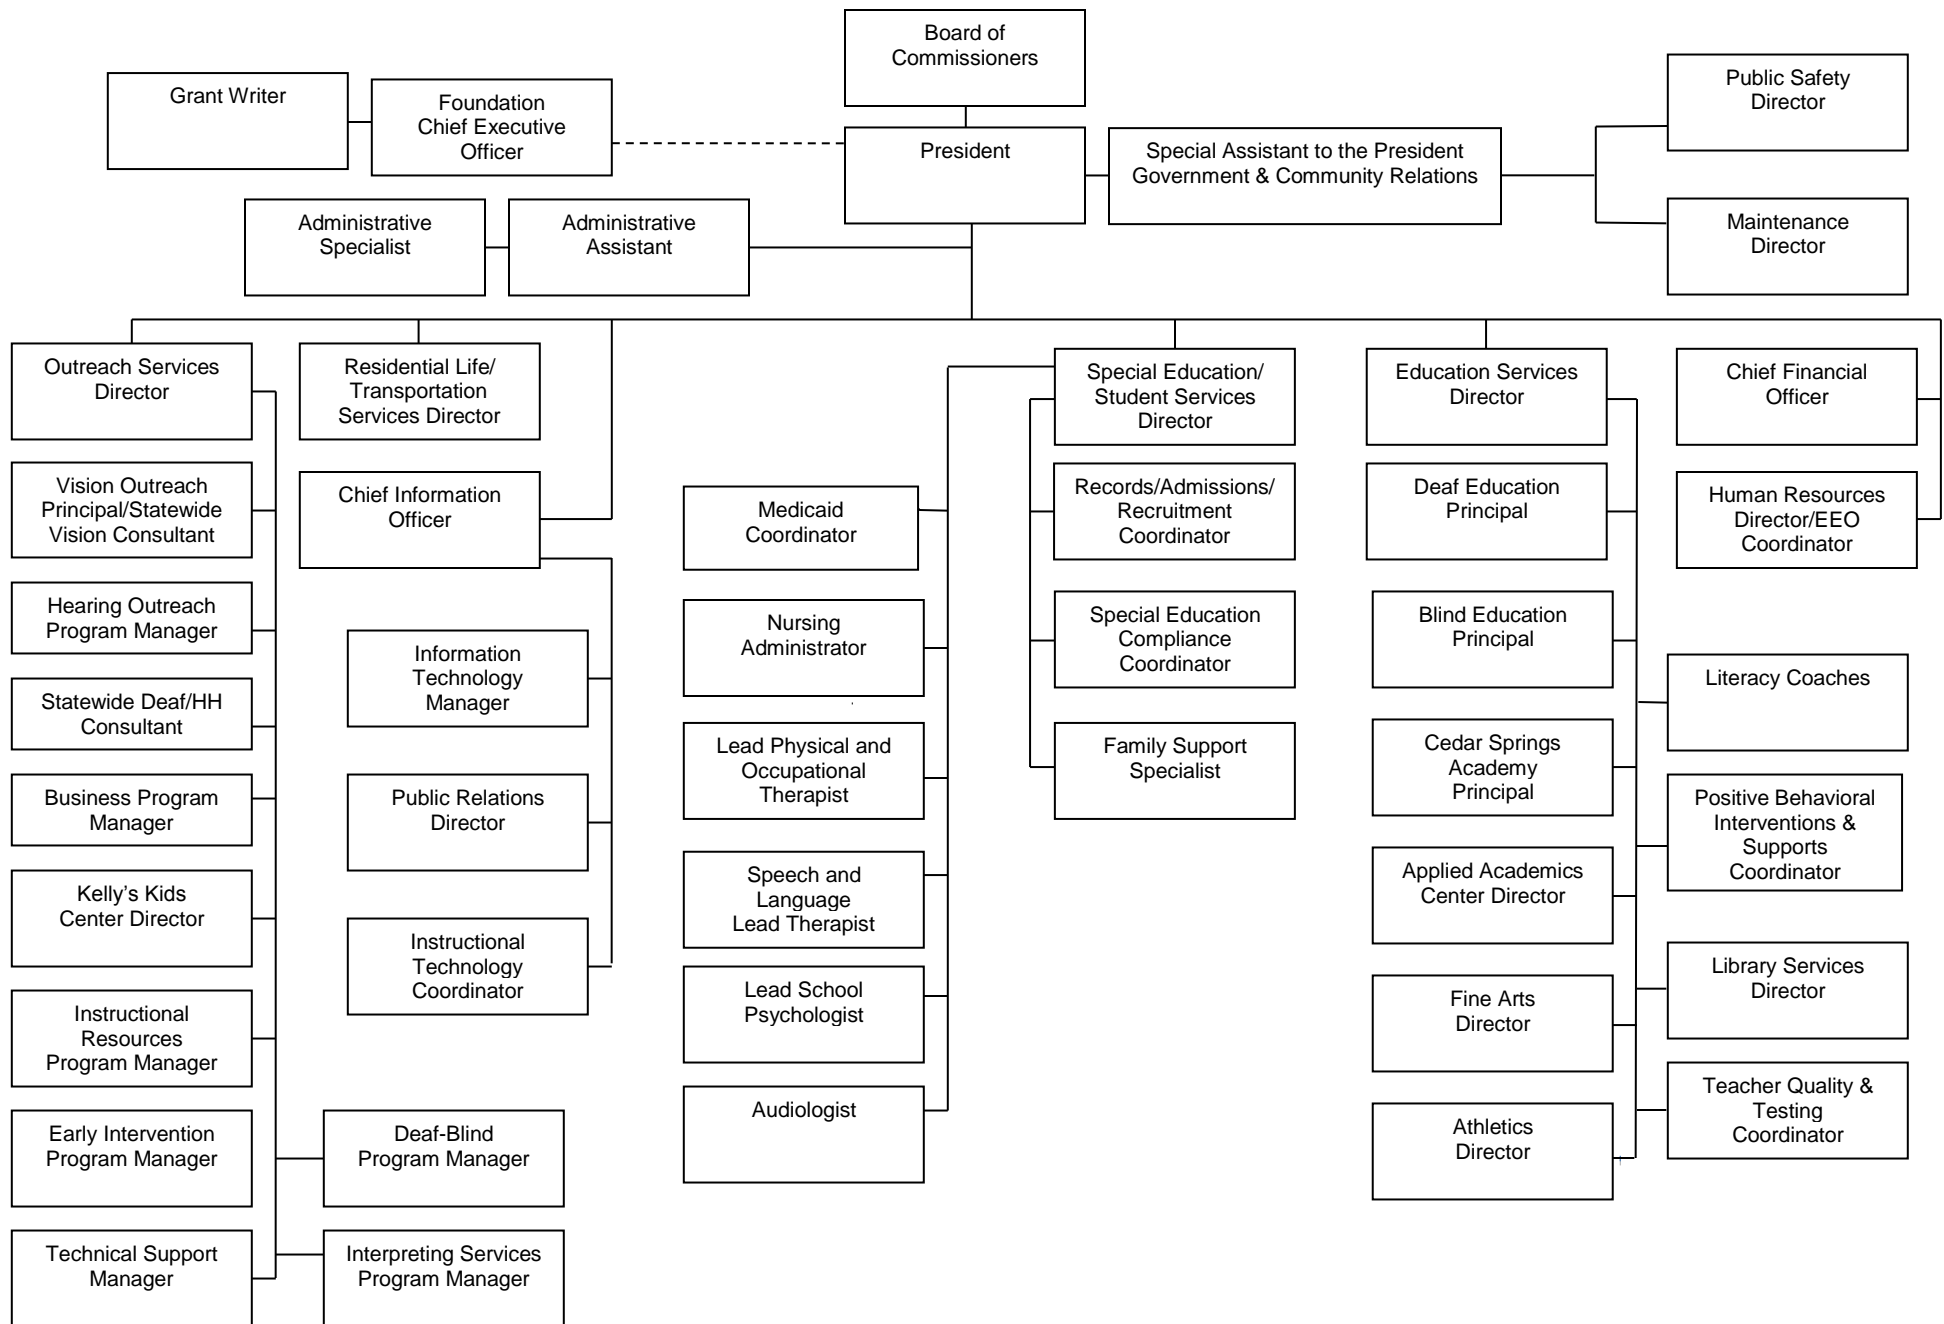 Board of
Commissioners
Grant Writer
Foundation
Chief Executive
Officer
President
Special Assistant to the President
Government & Community Relations
Public Safety
Director
Maintenance
Director
Administrative
Specialist
Administrative
Assistant
Outreach Services
Director
Vision Outreach
Principal/Statewide
Vision Consultant
Hearing Outreach
Program Manager
Statewide Deaf/HH
Consultant
Business Program
Manager
Kelly’s Kids
Center Director
Instructional
Resources
Program Manager
Early Intervention
Program Manager
Technical Support
Manager
Deaf-Blind
Program Manager
Interpreting Services
Program Manager
Residential Life/
Transportation
Services Director
Chief Information
Officer
Information
Technology
Manager
Public Relations
Director
Instructional
Technology
Coordinator
Special Education/
Student Services
Director
Medicaid
Coordinator
Nursing
Administrator
Lead Physical and
Occupational
Therapist
Speech and
Language
Lead Therapist
Lead School
Psychologist
Audiologist
Records/Admissions/
Recruitment
Coordinator
Special Education
Compliance
Coordinator
Family Support
Specialist
Education Services
Director
Deaf Education
Principal
Blind Education
Principal
Cedar Springs
Academy
Principal
Applied Academics
Center Director
Fine Arts
Director
Athletics
Director
Literacy Coaches
Positive Behavioral
Interventions &
Supports
Coordinator
Library Services
Director
Teacher Quality &
Testing
Coordinator
Chief Financial
Officer
Human Resources
Director/EEO
Coordinator